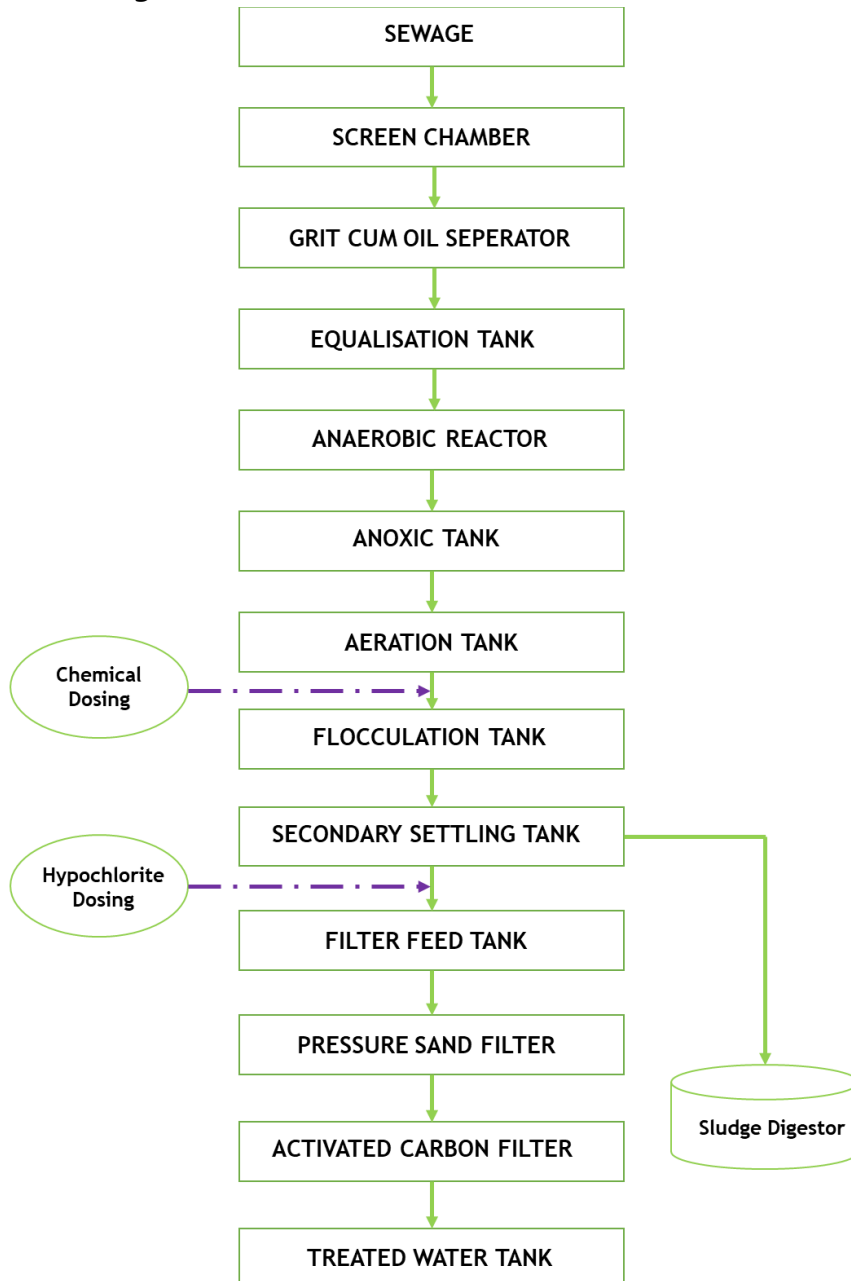 SEWAGE
SCREEN CHAMBER
GRIT CUM OIL SEPERATOR
EQUALISATION TANK
ANAEROBIC REACTOR
ANOXIC TANK
AERATION TANK
Chemical
Dosing
FLOCCULATION TANK
SECONDARY SETTLING TANK
Hypochlorite
Dosing
FILTER FEED TANK
PRESSURE SAND FILTER
Sludge Digestor
ACTIVATED CARBON FILTER
TREATED WATER TANK